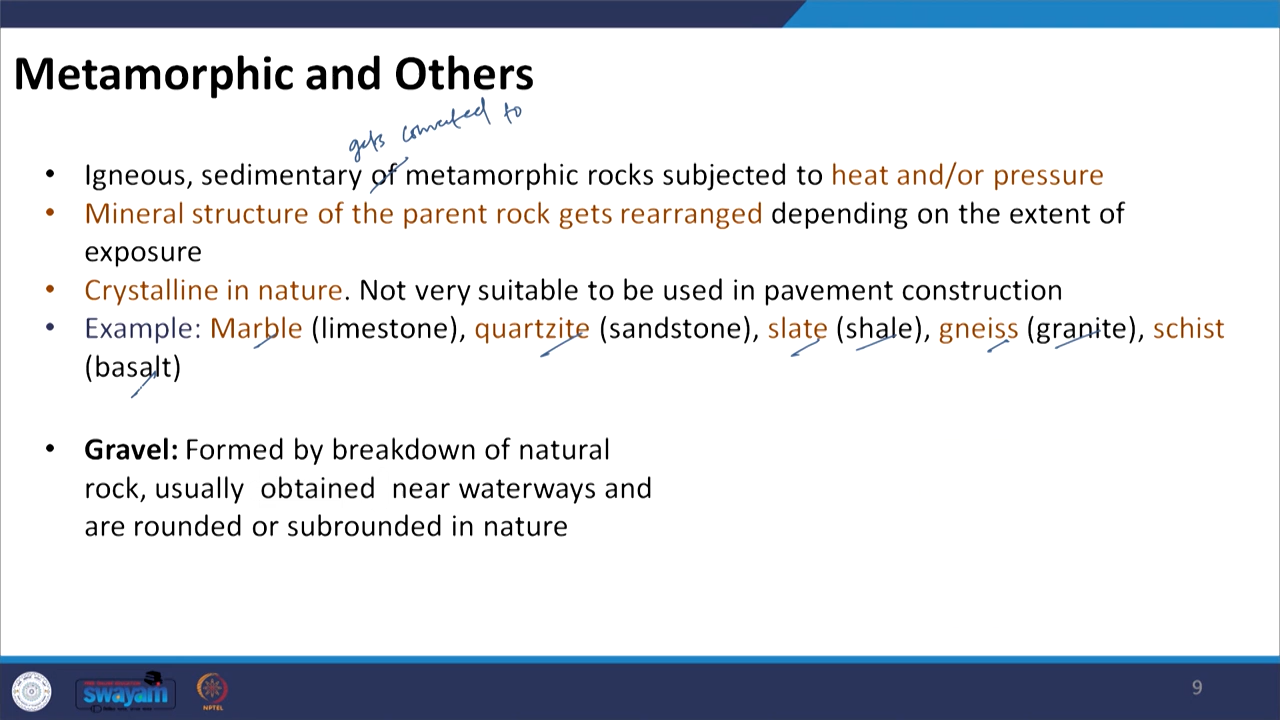 Metamorphic and Others
gets converted to
• Igneous, sedimentary of metamorphic rocks subjected to heat and/or pressure
• Mineral structure of the parent rock gets rearranged depending on the extent of
exposure
• Crystalline in nature. Not very suitable to be used in pavement construction
• Example: Marble (limestone), quartzite (sandstone), slate (shale), gneiss (granite), schist
(basalt)
• Gravel: Formed by breakdown of natural
rock, usually obtained near waterways and
are rounded or subrounded in nature
swayam
NPTEL
9